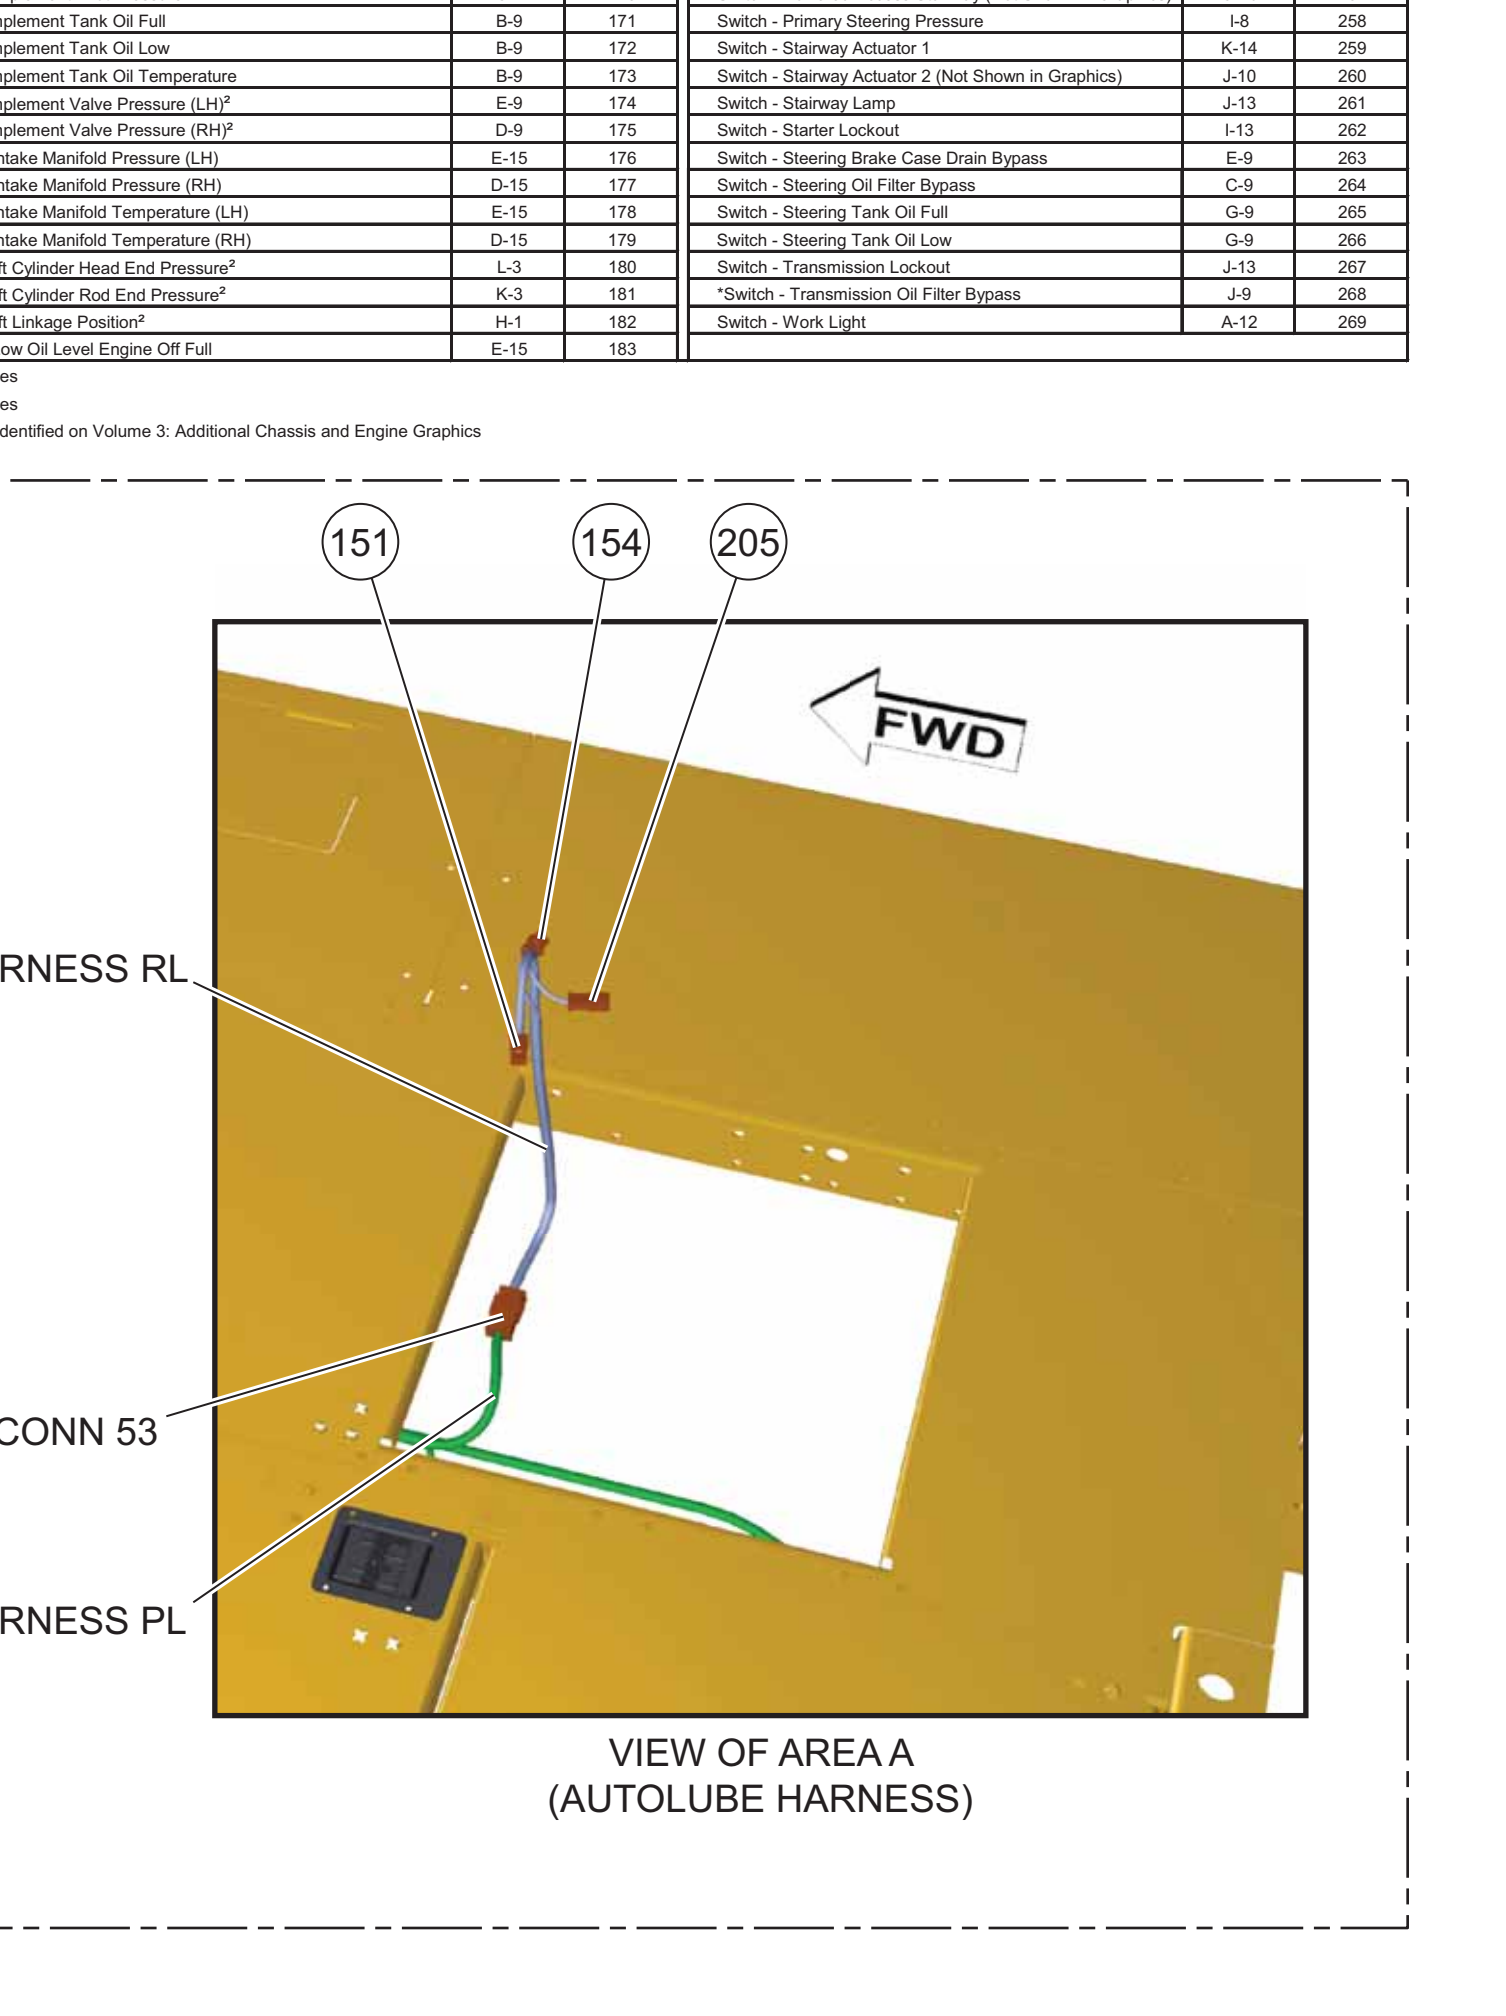 mplement Tank Oil Full B-9 171
mplement Tank Oil Low B-9 172
mplement Tank Oil Temperature B-9 173
mplement Valve Pressure (LH)² E-9 174
mplement Valve Pressure (RH)² D-9 175
ntake Manifold Pressure (LH) E-15 176
ntake Manifold Pressure (RH) D-15 177
ntake Manifold Temperature (LH) E-15 178
ntake Manifold Temperature (RH) D-15 179
ft Cylinder Head End Pressure² L-3 180
ft Cylinder Rod End Pressure² K-3 181
ft Linkage Position² H-1 182
ow Oil Level Engine Off Full E-15 183
Switch - Primary Steering Pressure I-8 258
Switch - Stairway Actuator 1 K-14 259
Switch - Stairway Actuator 2 (Not Shown in Graphics) J-10 260
Switch - Stairway Lamp J-13 261
Switch - Starter Lockout I-13 262
Switch - Steering Brake Case Drain Bypass E-9 263
Switch - Steering Oil Filter Bypass C-9 264
Switch - Steering Tank Oil Full G-9 265
Switch - Steering Tank Oil Low G-9 266
Switch - Transmission Lockout J-13 267
*Switch - Transmission Oil Filter Bypass J-9 268
Switch - Work Light A-12 269
es
es
dentified on Volume 3: Additional Chassis and Engine Graphics
151 154 205
FWD
RNESS RL
CONN 53
RNESS PL
VIEW OF AREA A
(AUTOLUBE HARNESS)